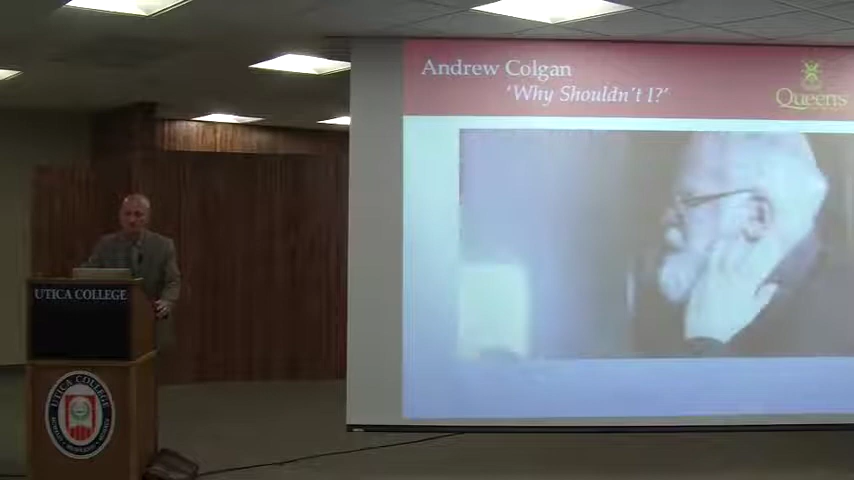 Andrew Colgan
'Why Shouldn't I?'
Queens
UTICA COLLEGE
UTICA COLLEGE